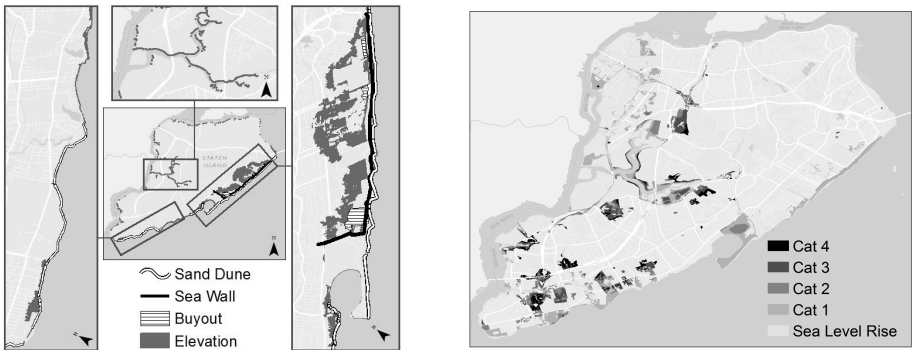 N
STATEN
ISLAND
N
Sand Dune
Sea Wall
Buyout
Elevation
N
N
Cat 4
Cat 3
Cat 2
Cat 1
Sea Level Rise